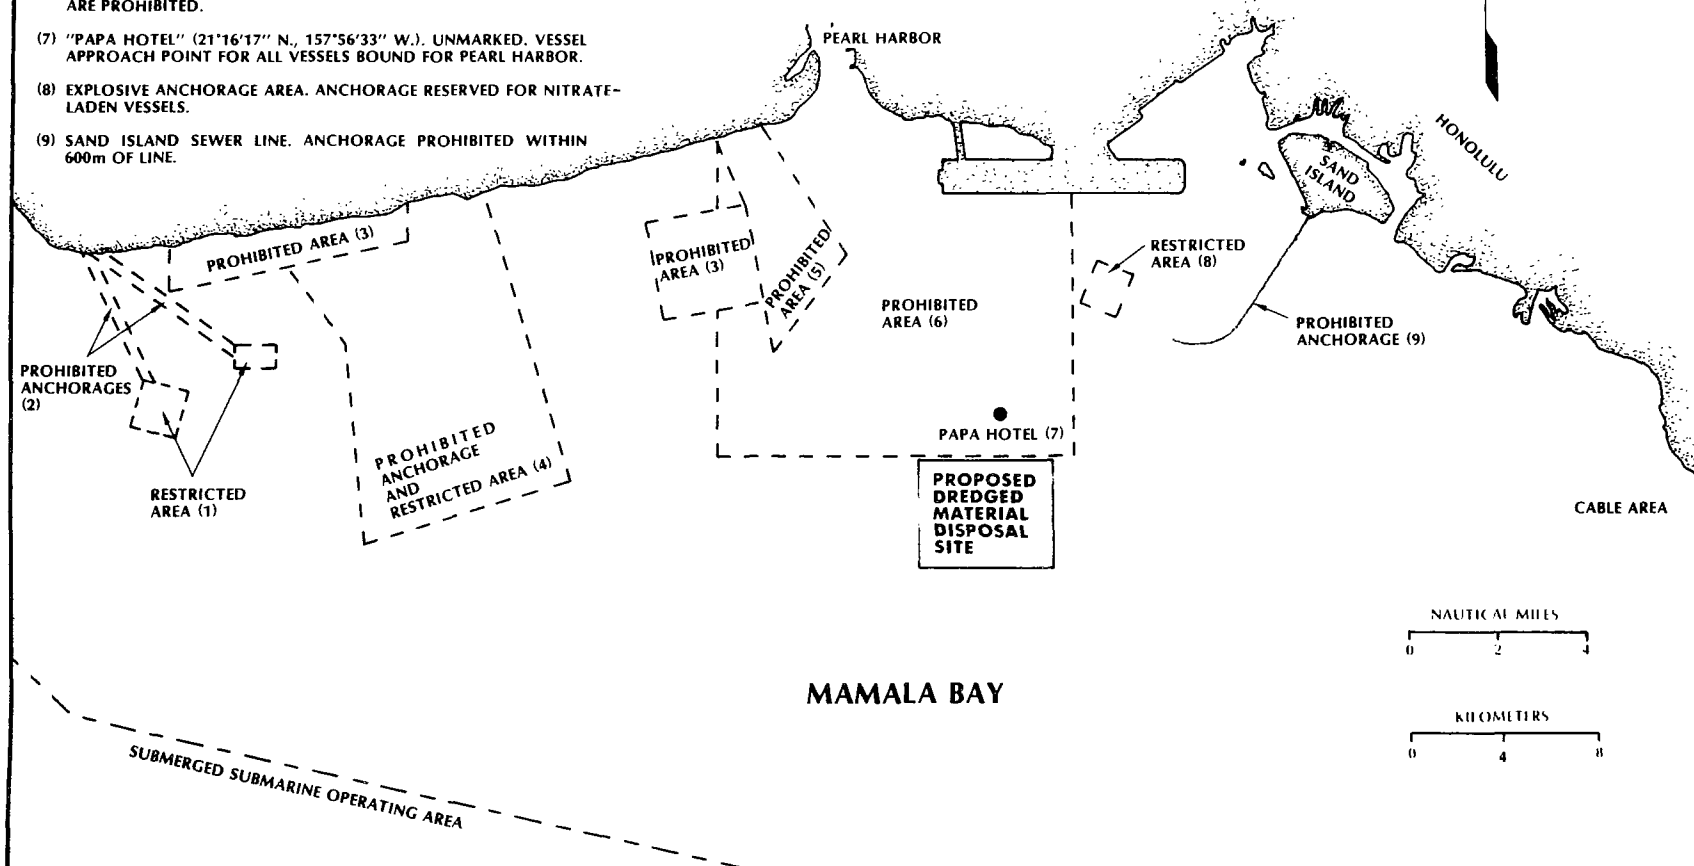 ARE PROHIBITED.
(7) "PAPA HOTEL" (21°16'17" N., 157°56'33" W.). UNMARKED. VESSEL
APPROACH POINT FOR ALL VESSELS BOUND FOR PEARL HARBOR.
(8) EXPLOSIVE ANCHORAGE AREA. ANCHORAGE RESERVED FOR NITRATE-
LADEN VESSELS.
(9) SAND ISLAND SEWER LINE. ANCHORAGE PROHIBITED WITHIN
600m OF LINE.
PEARL HARBOR
HONOLULU
SAND
ISLAND
PROHIBITED AREA (3)
PROHIBITED
AREA (3)
PROHIBITED
AREA (5)
RESTRICTED
AREA (8)
PROHIBITED
AREA (6)
PROHIBITED
ANCHORAGE (9)
PROHIBITED
ANCHORAGES
(2)
PAPA HOTEL (7)
PROHIBITED
ANCHORAGE
AND
RESTRICTED AREA (4)
RESTRICTED
AREA (1)
PROPOSED
DREDGED
MATERIAL
DISPOSAL
SITE
CABLE AREA
NAUTICAL MILES
0 2 4
MAMALA BAY
KILOMETERS
0 4 8
SUBMERGED SUBMARINE OPERATING AREA